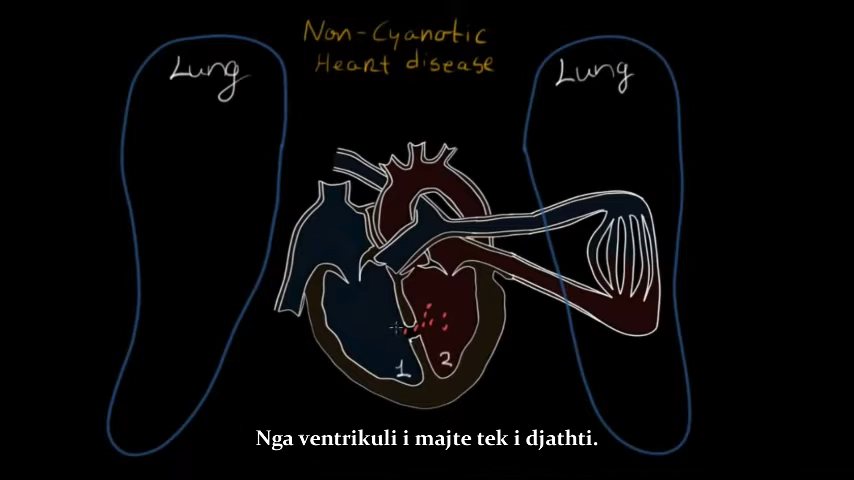 Non-Cyanotic
Heart disease
Lung
Lung
1
2
Nga ventrikuli i majte tek i djathti.